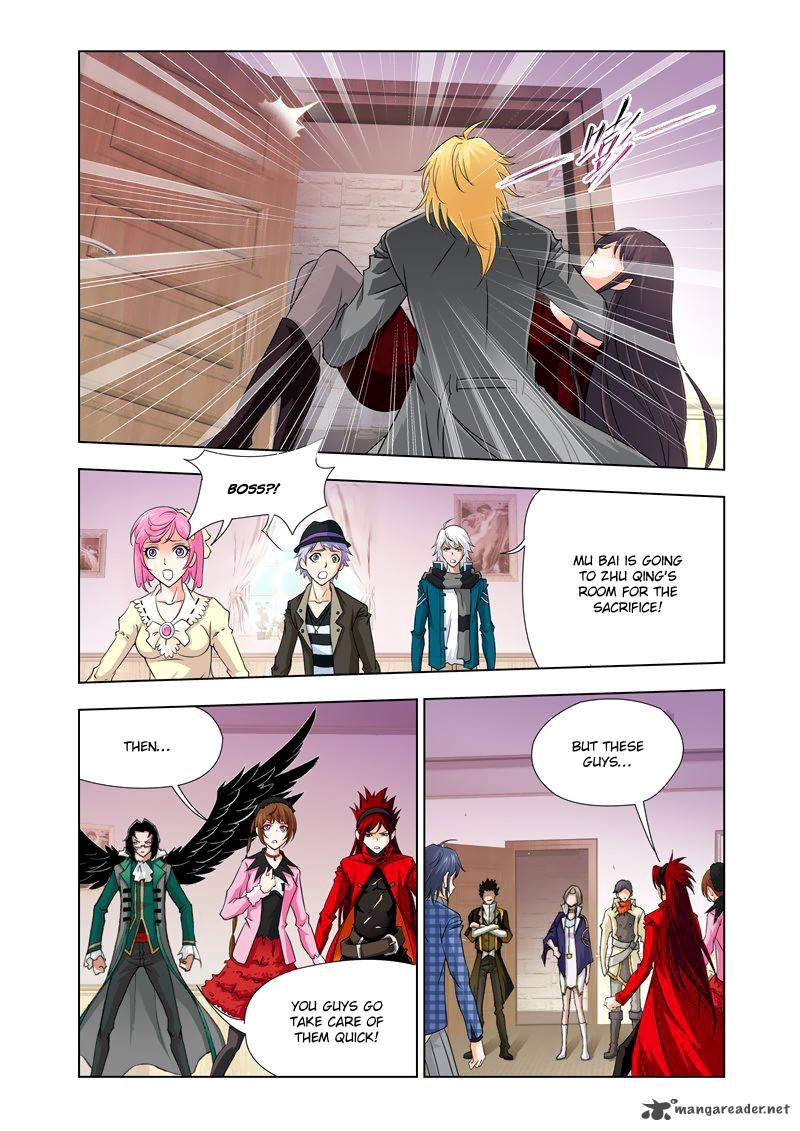 BOSS?!
MU BAI IS GOING
TO ZHU QING'S
ROOM FOR THE
SACRIFICE!
THEN...
YOU GUYS GO
TAKE CARE OF
THEM QUICK!
BUT THESE
GUYS...
mangareader.net